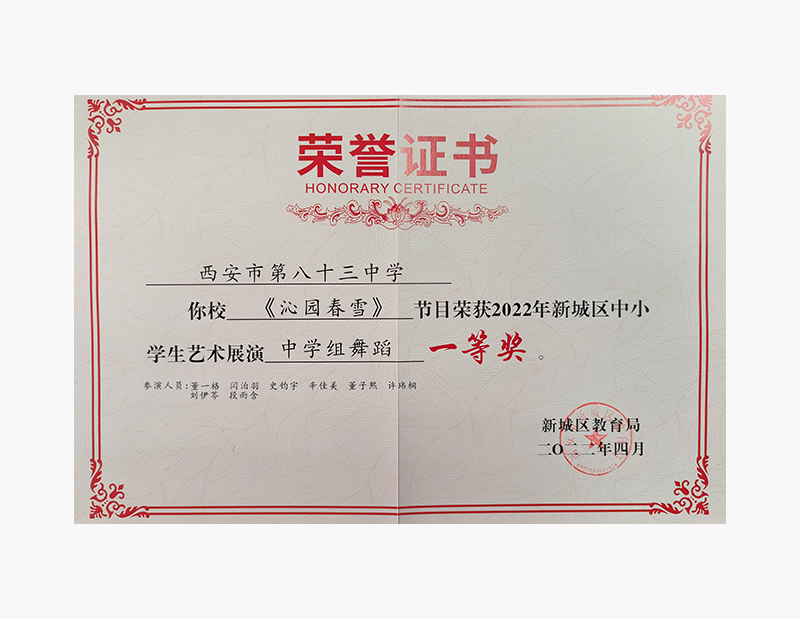 荣誉证书
HONORARY CERTIFICATE
西安市第八十三中学
你校《沁园春雪》节目荣获2022年新城区中小
学生艺术展演中学组舞蹈一等奖。
参演人员:董一格 闫泊羽 史钧宇 辛佳美 董子熙 许玮桐
刘伊芩 段雨含
新城区教育局
二〇二二年四月